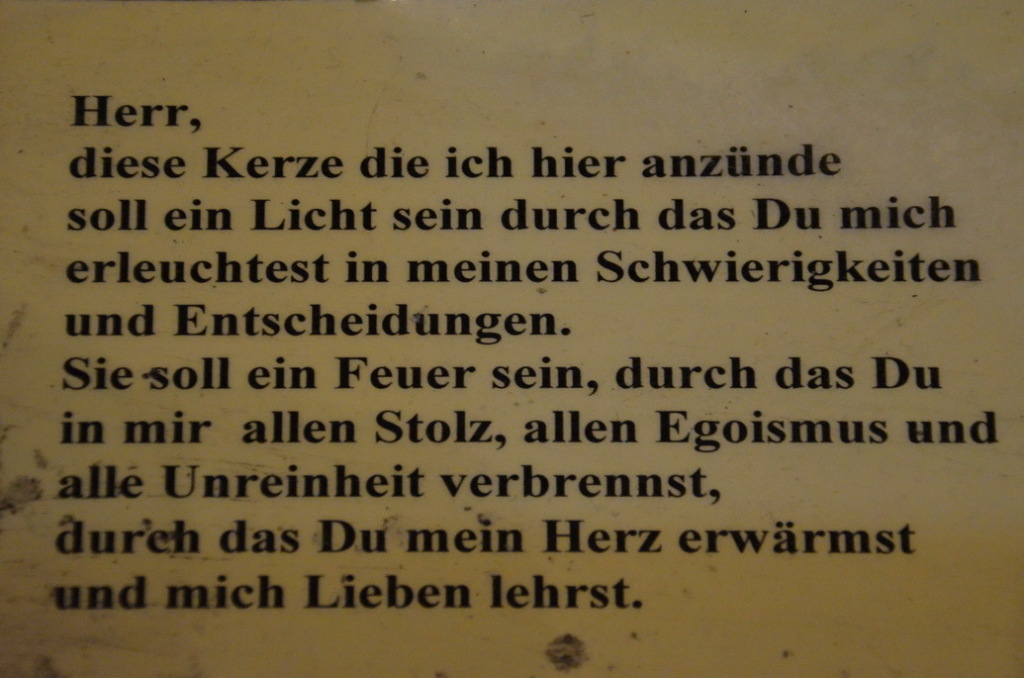 Herr,
diese Kerze die ich hier anzünde
soll ein Licht sein durch das Du mich
erleuchtest in meinen Schwierigkeiten
und Entscheidungen.
Sie soll ein Feuer sein, durch das Du
in mir allen Stolz, allen Egoismus und
alle Unreinheit verbrennst,
durch das Du mein Herz erwärmst
und mich Lieben lehrst.